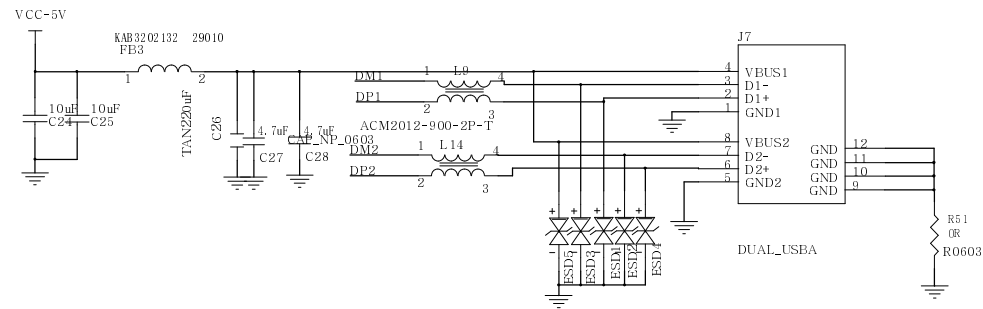 VCC-5V
KAB3202132 29010
FB3
1 2
10uF 10uF
C24 C25
TAN220uF
C26
4.7uF
C27
4.7uF
CAP_NP_0603
C28
DM1 1 L9 4
DP1 2 3
ACM2012-900-2P-T
DM2 1 L14 4
DP2 2 3
J7
4 VBUS1
3 D1-
2 D1+
1 GND1
8 VBUS2
7 D2-
6 D2+
5 GND2
GND 12
GND 11
GND 10
GND 9
DUAL_USBA
+ + + + +
- - - - -
ESD5 ESD3 ESD1 ESD2 ESD4
R51
0R
R0603